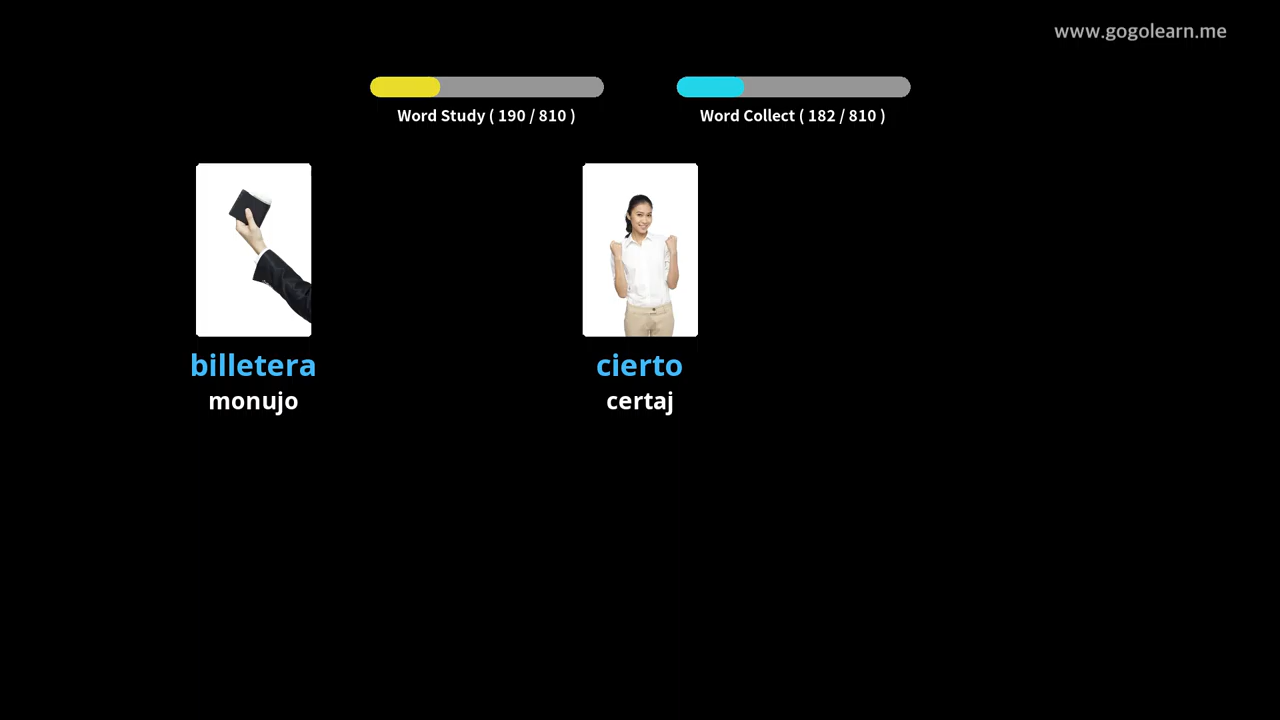 www.gogolearn.me
Word Study ( 190 / 810 )
Word Collect ( 182 / 810 )
billetera
monujo
cierto
certaj